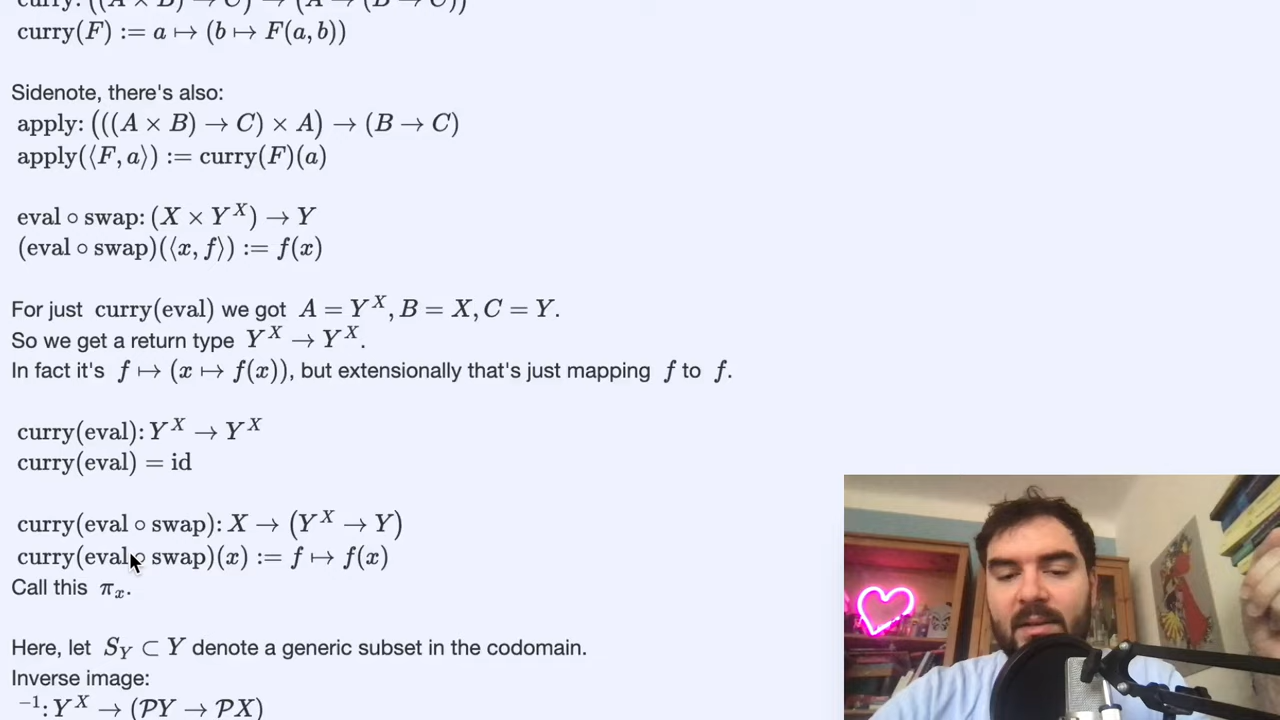 curry: ((A × B) → C) → (A → (B → C))
curry(F) := a ↦ (b ↦ F(a, b))
Sidenote, there's also:
apply: (((A × B) → C) × A) → (B → C)
apply(⟨F, a⟩) := curry(F)(a)
eval ∘ swap: (X × Y^X) → Y
(eval ∘ swap)(⟨x, f⟩) := f(x)
For just curry(eval) we got A = Y^X, B = X, C = Y.
So we get a return type Y^X → Y^X.
In fact it's f ↦ (x ↦ f(x)), but extensionally that's just mapping f to f.
curry(eval): Y^X → Y^X
curry(eval) = id
curry(eval ∘ swap): X → (Y^X → Y)
curry(eval ∘ swap)(x) := f ↦ f(x)
Call this π_x.
Here, let S_Y ⊂ Y denote a generic subset in the codomain.
Inverse image:
^{-1}: Y^X → (𝒫Y → 𝒫X)